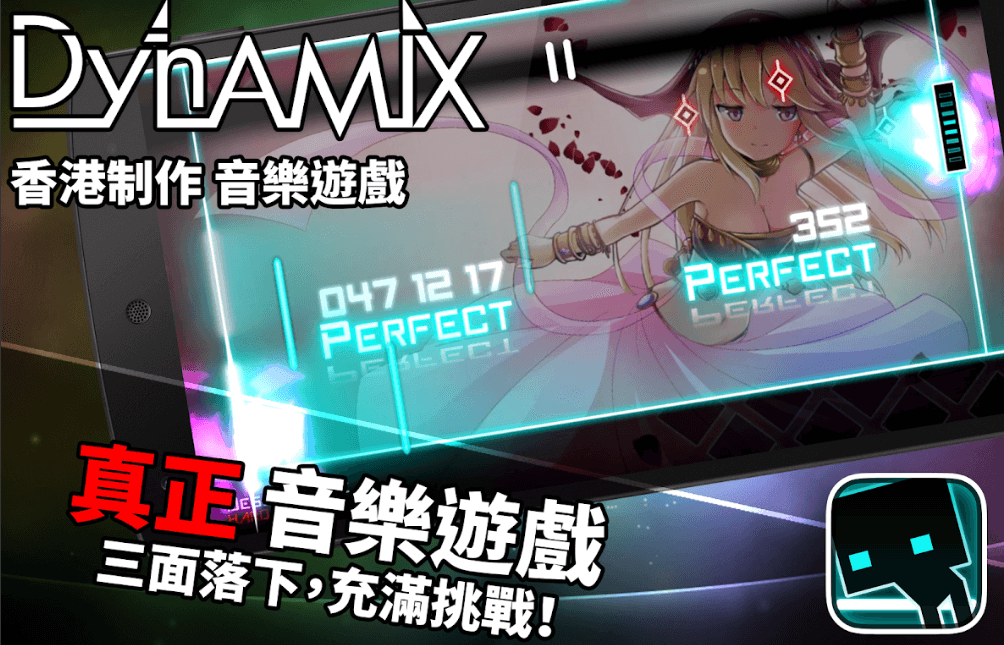 DynAMiX
香港制作 音樂遊戲
352
PERFECT
047 12 17
PERFECT
真正 音樂遊戲
三面落下，充滿挑戰！